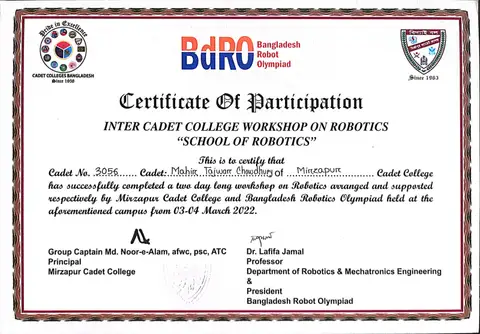 Pride in Excellence
CADET COLLEGES BANGLADESH
Since 1958
BdRO Bangladesh
Robot
Olympiad
Since 1963
Certificate Of Participation
INTER CADET COLLEGE WORKSHOP ON ROBOTICS
“SCHOOL OF ROBOTICS”
This is to certify that
Cadet No. 3056 Cadet: Mahir Tajwarr Choudhury of Mirzapurr Cadet College
has successfully completed a two day long workshop on Robotics arranged and supported
respectively by Mirzapur Cadet College and Bangladesh Robotics Olympiad held at the
aforementioned campus from 03-04 March 2022.
Group Captain Md. Noor-e-Alam, afwc, psc, ATC
Principal
Mirzapur Cadet College
Dr. Lafifa Jamal
Professor
Department of Robotics & Mechatronics Engineering
&
President
Bangladesh Robot Olympiad